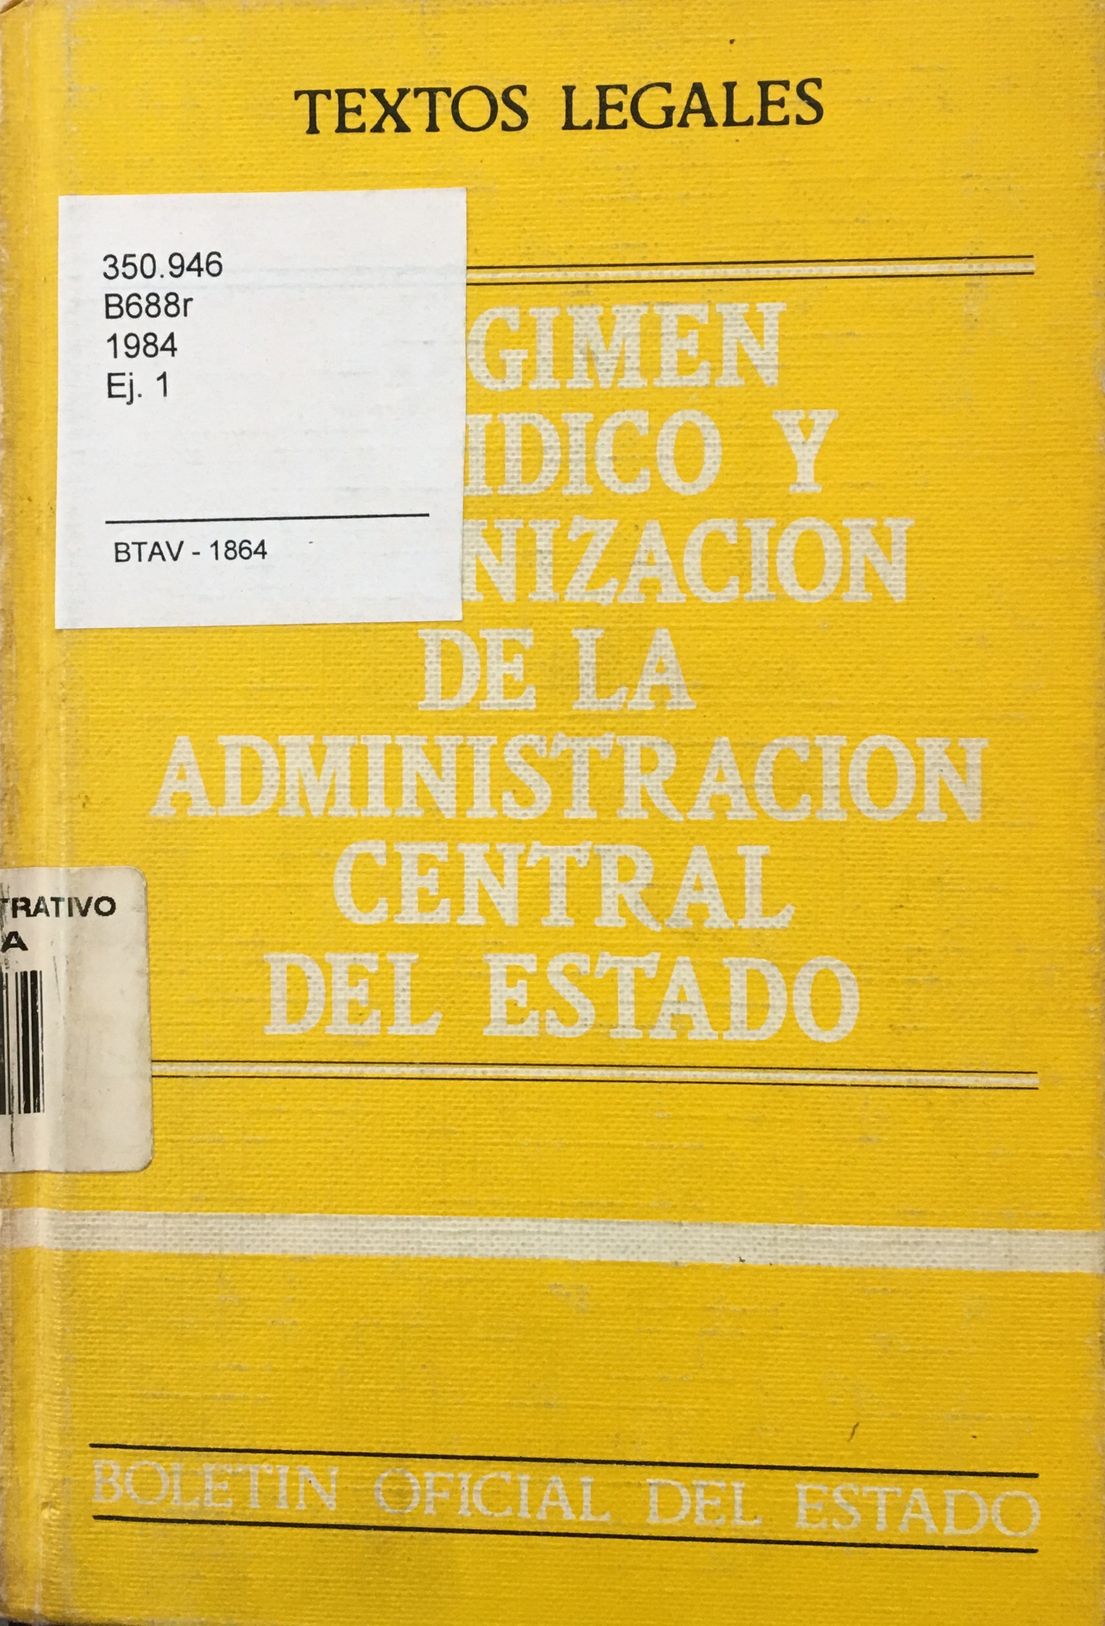 TEXTOS LEGALES
350.946
B688r
1984
Ej. 1
BTAV - 1864
GIMEN
IDICO Y
NIZACION
DE LA
ADMINISTRACION
CENTRAL
DEL ESTADO
TRATIVO
A
BOLETIN OFICIAL DEL ESTADO